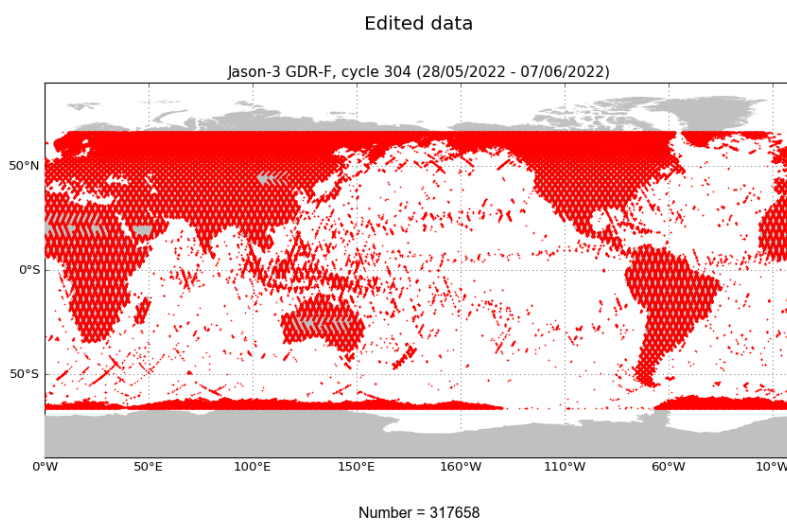 Edited data
Jason-3 GDR-F, cycle 304 (28/05/2022 - 07/06/2022)
50°N
0°S
50°S
0°W 50°E 100°E 150°E 160°W 110°W 60°W 10°W
Number = 317658